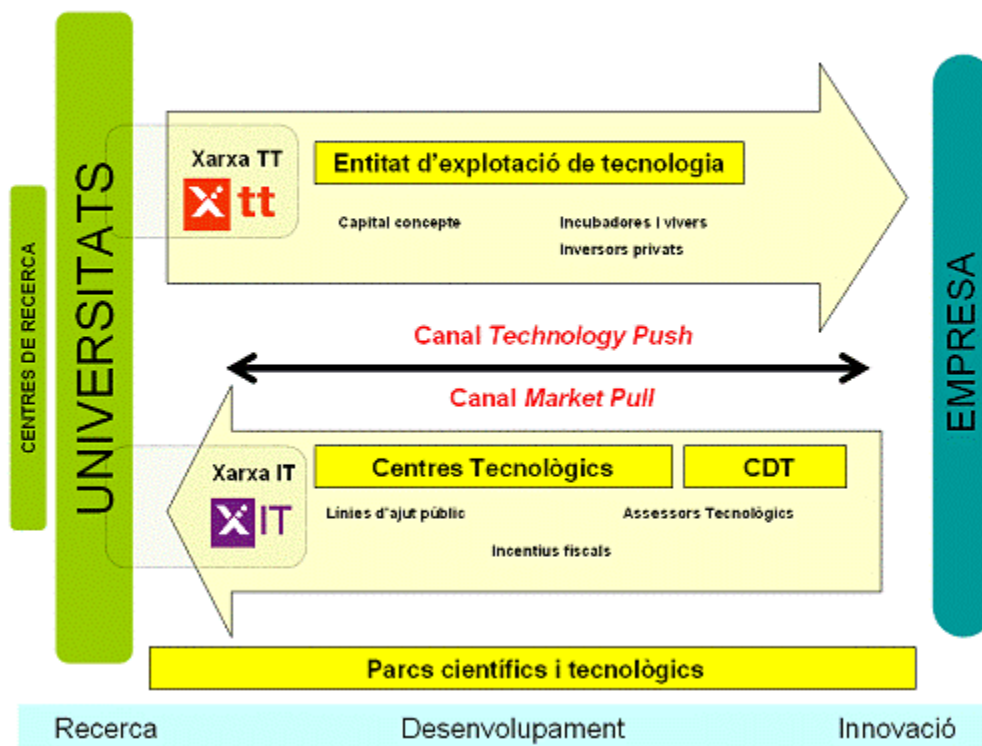 CENTRES DE RECERCA
UNIVERSITATS
Xarxa TT
X tt
Entitat d'explotació de tecnologia
Capital concepte
Incubadores i vivers
Inversors privats
Canal Technology Push
Canal Market Pull
Xarxa IT
X IT
Centres Tecnològics
CDT
Línies d'ajut públic
Assessors Tecnològics
Incentius fiscals
EMPRESA
Parcs científics i tecnològics
Recerca
Desenvolupament
Innovació